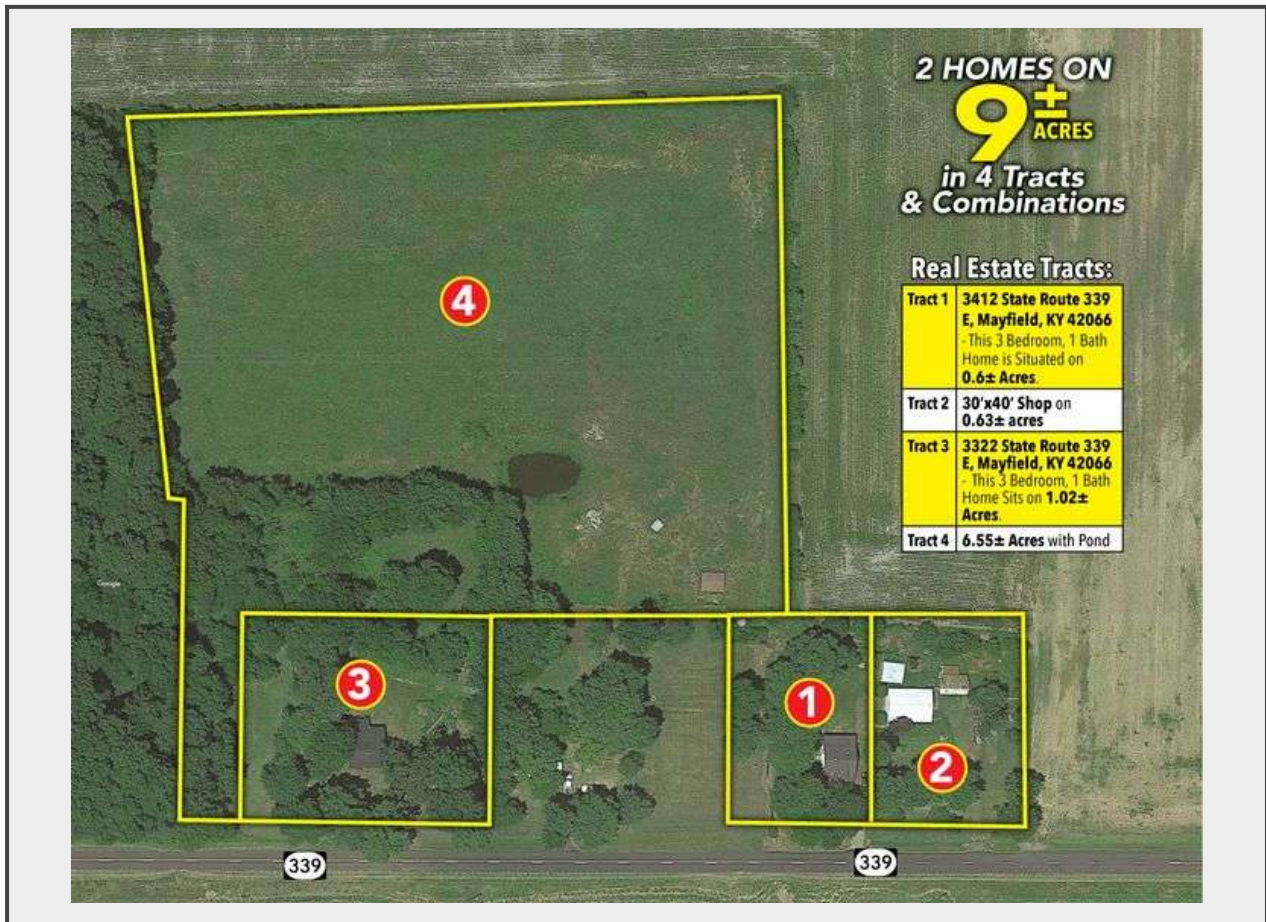 2 HOMES ON
9±
ACRES
in 4 Tracts
& Combinations
Real Estate Tracts:
Tract 1 3412 State Route 339
E, Mayfield, KY 42066
- This 3 Bedroom, 1 Bath
Home is Situated on
0.6± Acres.
Tract 2 30'x40' Shop on
0.63± acres
Tract 3 3322 State Route 339
E, Mayfield, KY 42066
- This 3 Bedroom, 1 Bath
Home Sits on 1.02±
Acres.
Tract 4 6.55± Acres with Pond
4
Google
3
1
2
339
339